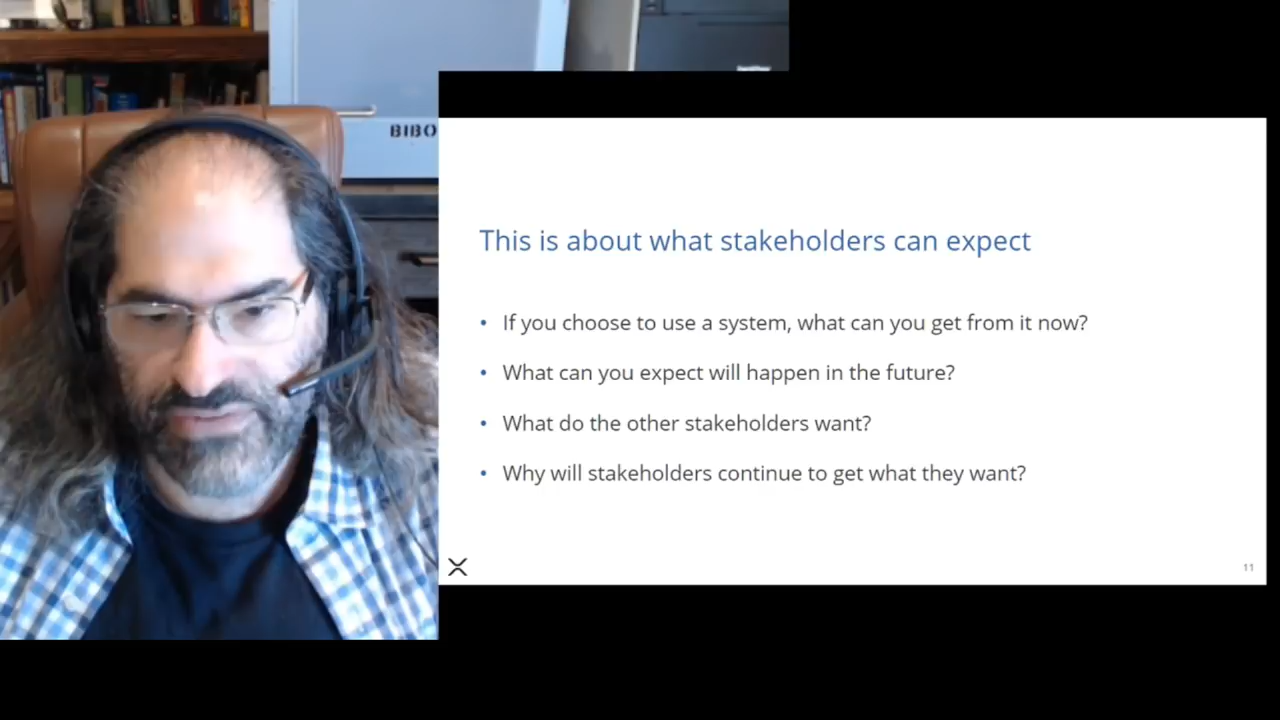 BIBO
This is about what stakeholders can expect
• If you choose to use a system, what can you get from it now?
• What can you expect will happen in the future?
• What do the other stakeholders want?
• Why will stakeholders continue to get what they want?
11